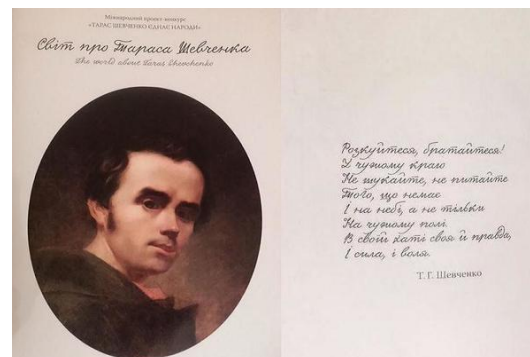 Міжнародний проект-конкурс
«ТАРАС ШЕВЧЕНКО ЄДНАЄ НАРОДИ»
Світ про Тараса Шевченка
The world about Taras Shevchenko
Розкуйтеся, братайтеся!
У чужому краю
Не шукайте, не питайте
Того, що немає
І на небі, а не тілько
На чужому полі.
В своїй хаті своя й правда,
І сила, і воля.
Т. Г. Шевченко